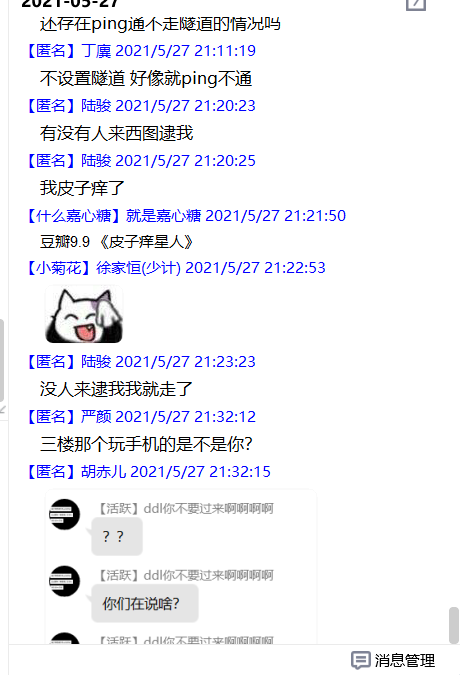 2021-05-27
还存在ping通不走隧道的情况吗
【匿名】丁廙 2021/5/27 21:11:19
不设置隧道 好像就ping不通
【匿名】陆骏 2021/5/27 21:20:23
有没有人来西图逮我
【匿名】陆骏 2021/5/27 21:20:25
我皮子痒了
【什么嘉心糖】就是嘉心糖 2021/5/27 21:21:50
豆瓣9.9 《皮子痒星人》
【小菊花】徐家恒(少计) 2021/5/27 21:22:53
【匿名】陆骏 2021/5/27 21:23:23
没人来逮我我就走了
【匿名】严颜 2021/5/27 21:32:12
三楼那个玩手机的是不是你?
【匿名】胡赤儿 2021/5/27 21:32:15
【活跃】ddl你不要过来啊啊啊啊
？？
【活跃】ddl你不要过来啊啊啊啊
你们在说啥?
【活跃】ddl你不要过来啊啊啊啊
消息管理